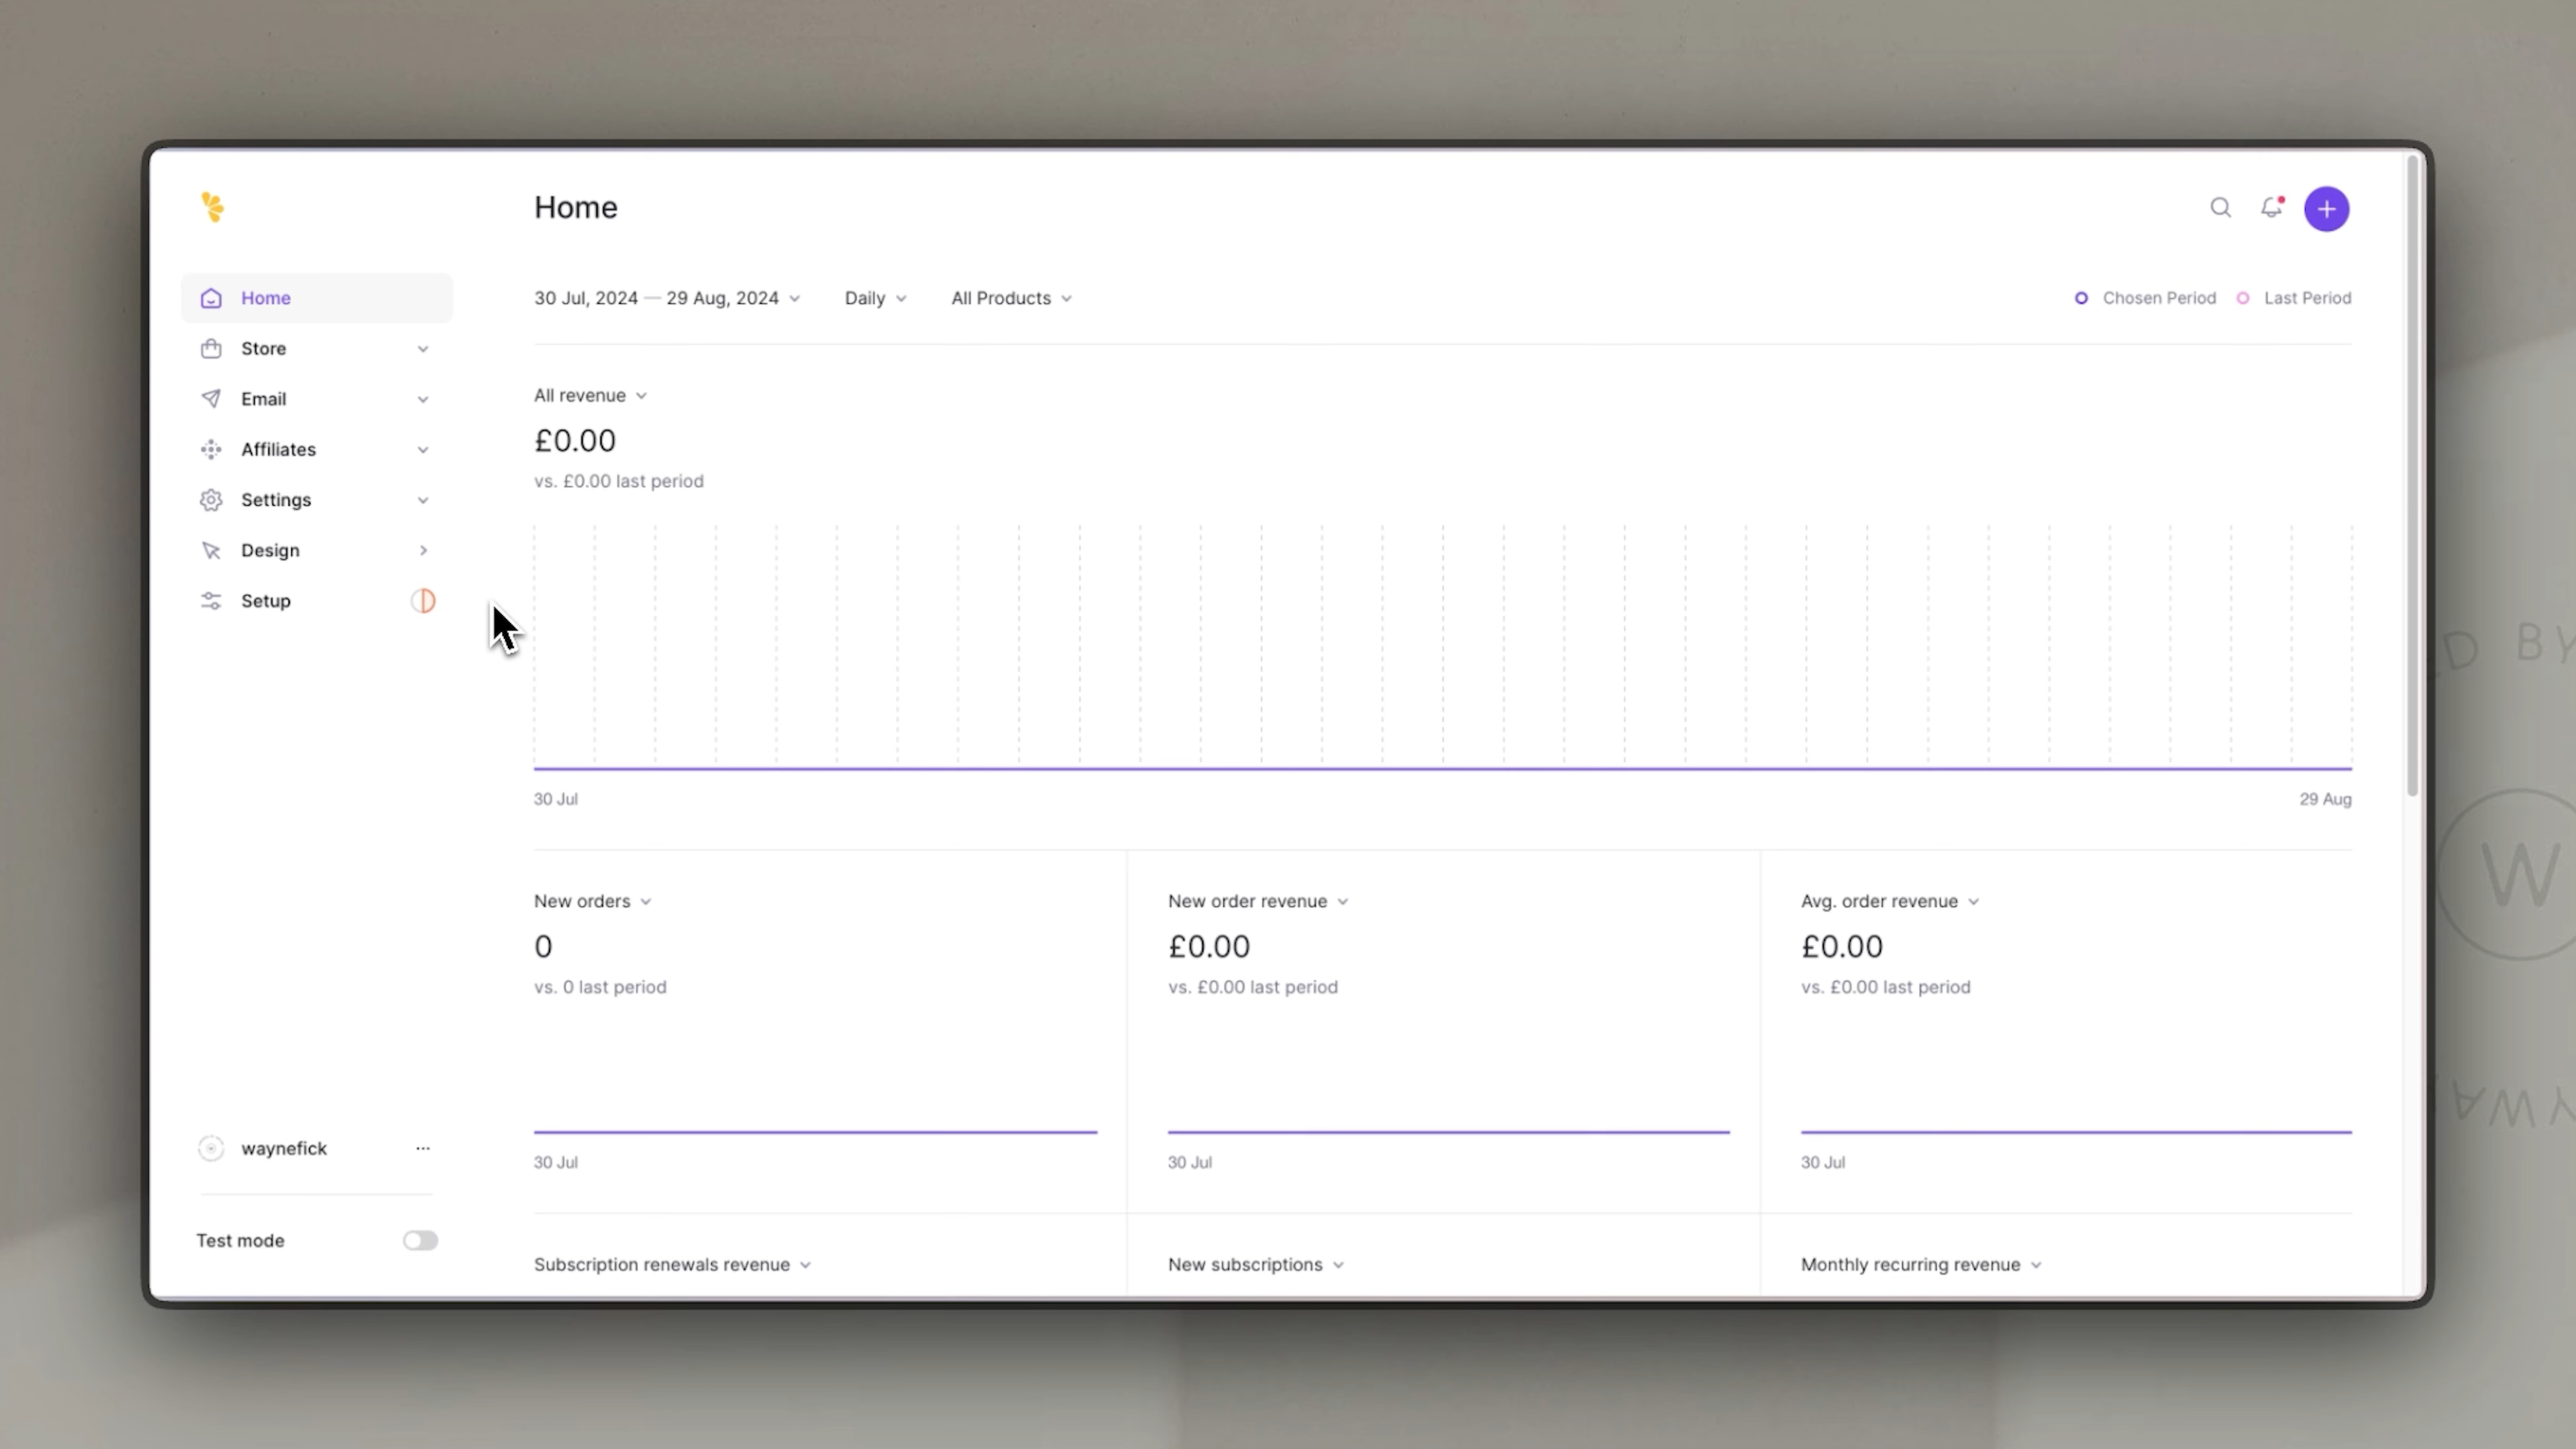 Home
Home
30 Jul, 2024 — 29 Aug, 2024
Daily
All Products
Chosen Period
Last Period
Store
Email
Affiliates
Settings
Design
Setup
All revenue
£0.00
vs. £0.00 last period
30 Jul
29 Aug
New orders
0
vs. 0 last period
30 Jul
New order revenue
£0.00
vs. £0.00 last period
30 Jul
Avg. order revenue
£0.00
vs. £0.00 last period
30 Jul
Subscription renewals revenue
New subscriptions
Monthly recurring revenue
waynefick
Test mode
BY
W